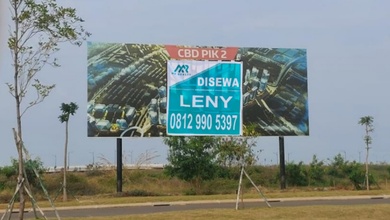 CBD PIK 2
DISEWA
LENY
0812 990 5397